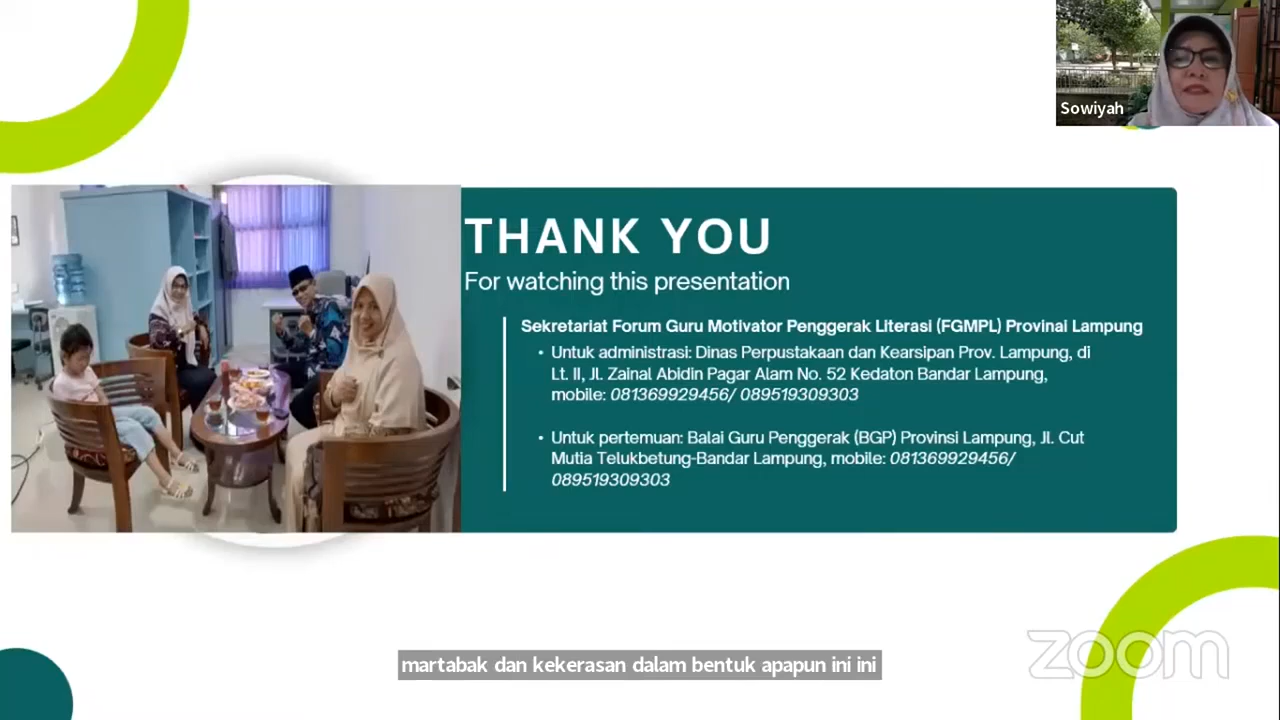 Sowiyah
THANK YOU
For watching this presentation
Sekretariat Forum Guru Motivator Penggerak Literasi (FGMPL) Provinai Lampung
• Untuk administrasi: Dinas Perpustakaan dan Kearsipan Prov. Lampung, di
Lt. II, Jl. Zainal Abidin Pagar Alam No. 52 Kedaton Bandar Lampung,
mobile: 081369929456/ 089519309303
• Untuk pertemuan: Balai Guru Penggerak (BGP) Provinsi Lampung, Jl. Cut
Mutia Telukbetung-Bandar Lampung, mobile: 081369929456/
089519309303
zoom
martabak dan kekerasan dalam bentuk apapun ini ini